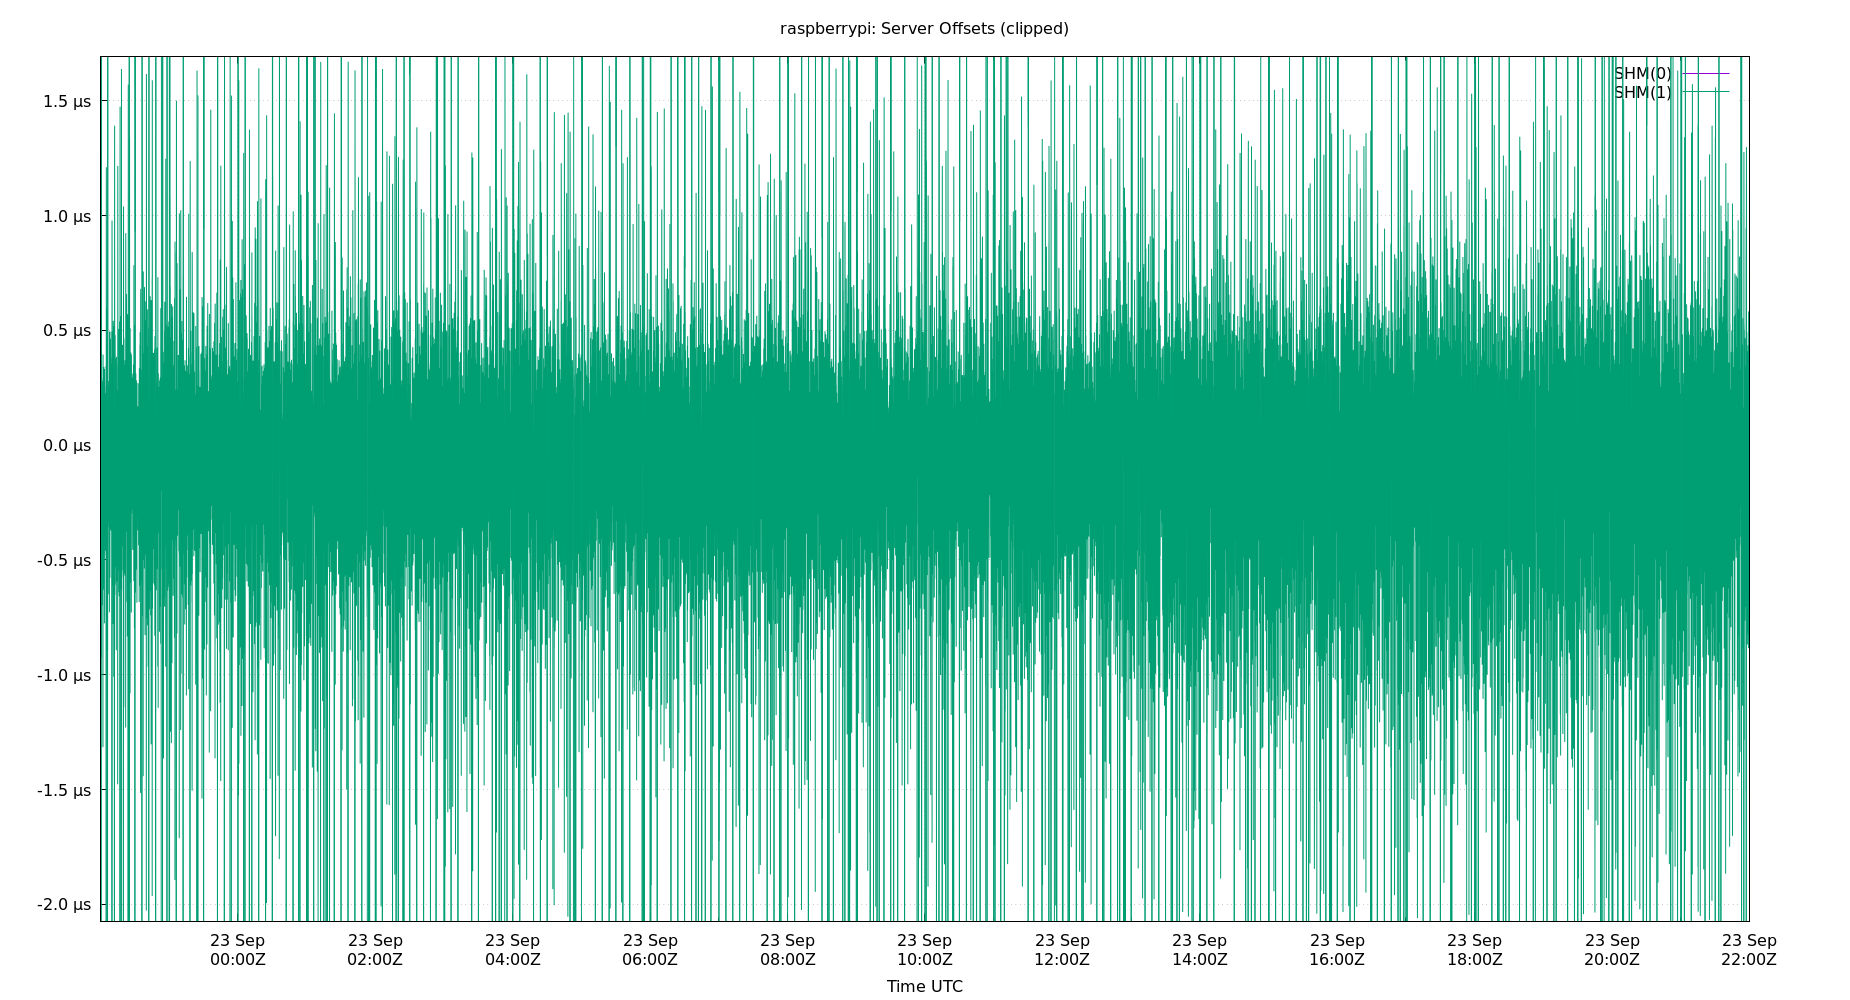 raspberrypi: Server Offsets (clipped)
SHM(0)
SHM(1)
1.5 µs
1.0 µs
0.5 µs
0.0 µs
-0.5 µs
-1.0 µs
-1.5 µs
-2.0 µs
23 Sep 23 Sep 23 Sep 23 Sep 23 Sep 23 Sep 23 Sep 23 Sep 23 Sep 23 Sep 23 Sep 23 Sep
00:00Z 02:00Z 04:00Z 06:00Z 08:00Z 10:00Z 12:00Z 14:00Z 16:00Z 18:00Z 20:00Z 22:00Z
Time UTC